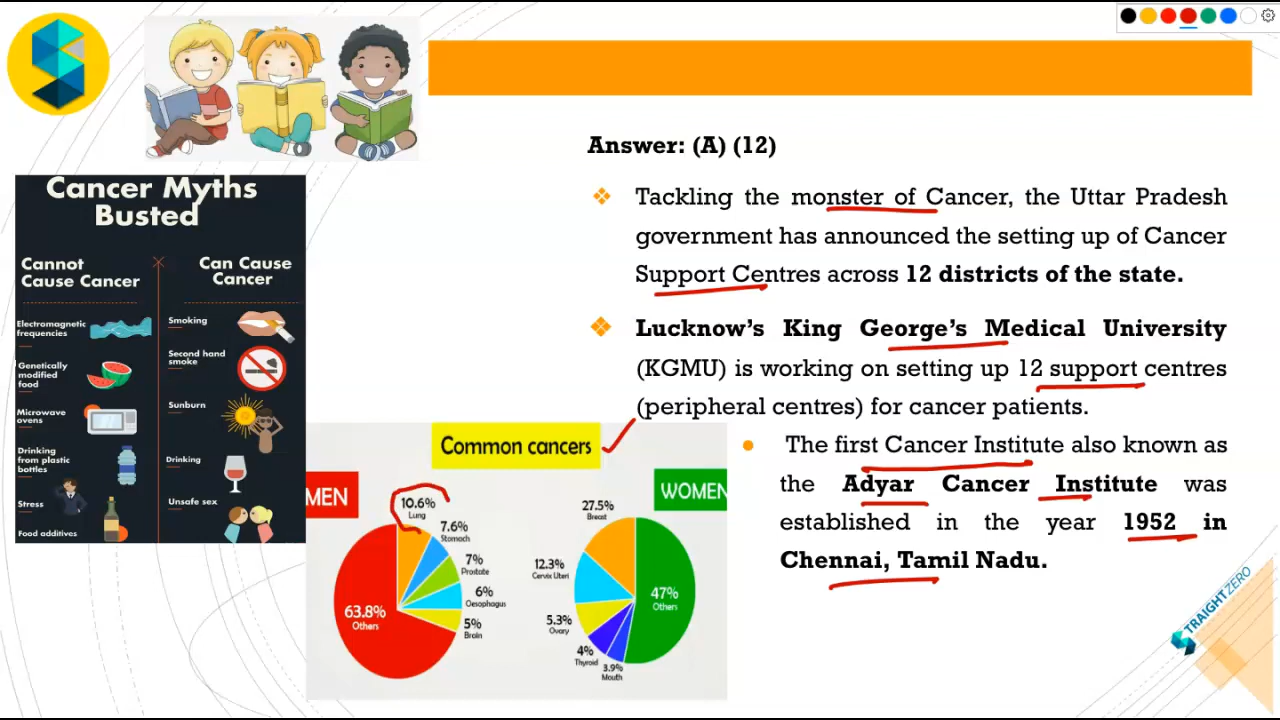 Answer: (A) (12)
Tackling the monster of Cancer, the Uttar Pradesh
government has announced the setting up of Cancer
Support Centres across 12 districts of the state.
Lucknow's King George's Medical University
(KGMU) is working on setting up 12 support centres
(peripheral centres) for cancer patients.
The first Cancer Institute also known as
the Adyar Cancer Institute was
established in the year 1952 in
Chennai, Tamil Nadu.
Cancer Myths
Busted
Cannot
Cause Cancer
Can Cause
Cancer
Electromagnetic
frequencies
Genetically
modified
food
Microwave
ovens
Drinking
from plastic
bottles
Stress
Food additives
Smoking
Second hand
smoke
Sunburn
Drinking
Unsafe sex
Common cancers
MEN
10.6%
Lung
7.6%
Stomach
7%
Prostate
6%
Oesophagus
5%
Brain
63.8%
Others
WOMEN
27.5%
Breast
12.3%
Cervix Uteri
5.3%
Ovary
4%
Thyroid
3.9%
Mouth
47%
Others
TRAIGHTZERO